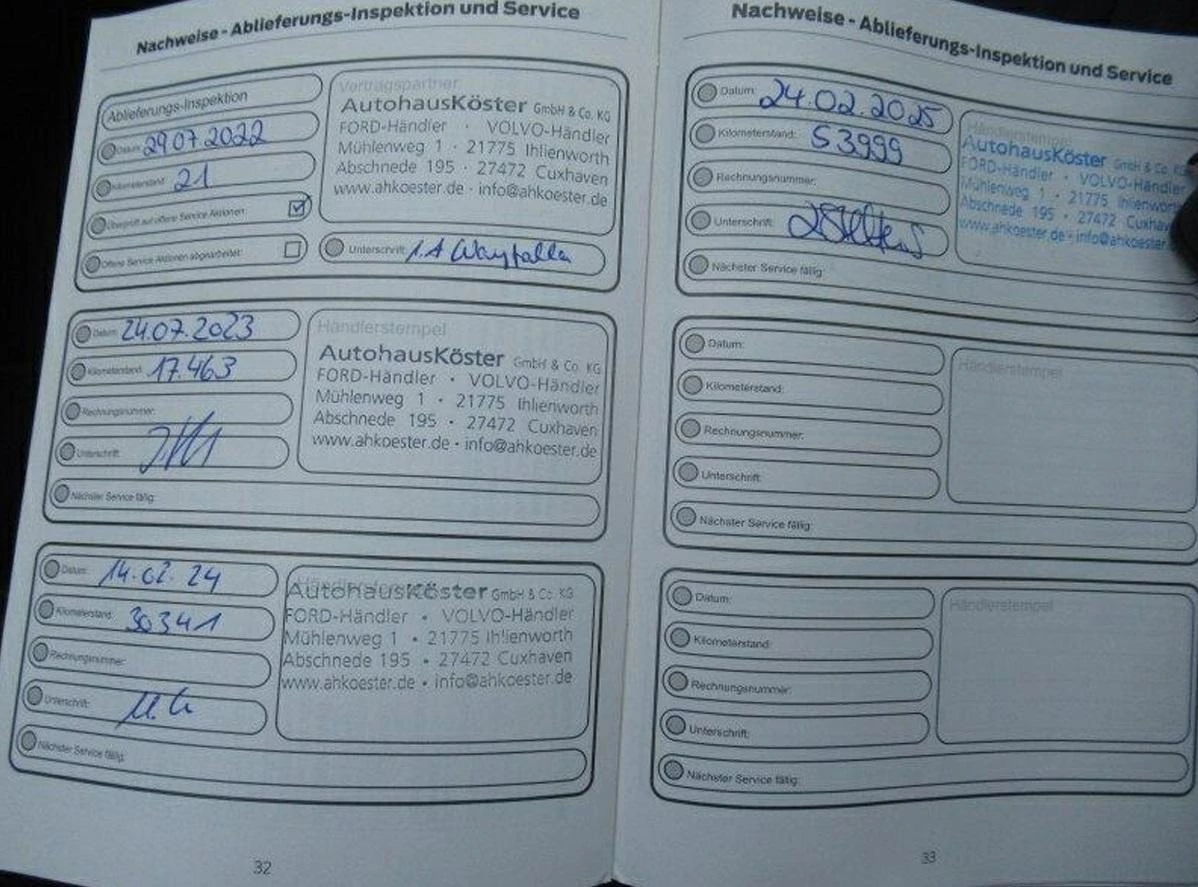 Nachweise - Ablieferungs-Inspektion und Service
Ablieferungs-Inspektion
Datum: 29 07 2022
Kilometerstand: 21
Überprüft auf offene Service Aktionen:
Offene Service Aktionen abgearbeitet:
Vertragspartner
AutohausKöster GmbH & Co. KG
FORD-Händler · VOLVO-Händler
Mühlenweg 1 · 21775 Ihlienworth
Abschnede 195 · 27472 Cuxhaven
www.ahkoester.de · info@ahkoester.de
Unterschrift: i.A
Datum: 24.07.2023
Kilometerstand: 17.463
Rechnungsnummer:
Unterschrift:
Nächster Service fällig:
Händlerstempel
AutohausKöster GmbH & Co. KG
FORD-Händler · VOLVO-Händler
Mühlenweg 1 · 21775 Ihlienworth
Abschnede 195 · 27472 Cuxhaven
www.ahkoester.de · info@ahkoester.de
Datum: 14.02.24
Kilometerstand: 30341
Rechnungsnummer:
Unterschrift:
Nächster Service fällig:
Händlerstempel
AutohausKöster GmbH & Co. KG
FORD-Händler • VOLVO-Händler
Mühlenweg 1 • 21775 Ihlienworth
Abschnede 195 • 27472 Cuxhaven
www.ahkoester.de • info@ahkoester.de
32
Nachweise - Ablieferungs-Inspektion und Service
Datum: 24.02.2025
Kilometerstand: 53999
Rechnungsnummer:
Unterschrift:
Nächster Service fällig:
Händlerstempel
AutohausKöster GmbH & Co. KG
FORD-Händler · VOLVO-Händler
Mühlenweg 1 · 21775 Ihlienworth
Abschnede 195 · 27472 Cuxhaven
www.ahkoester.de · info@ahkoester
Datum:
Kilometerstand:
Rechnungsnummer:
Unterschrift:
Nächster Service fällig:
Händlerstempel
Datum:
Kilometerstand:
Rechnungsnummer:
Unterschrift:
Nächster Service fällig:
Händlerstempel
33